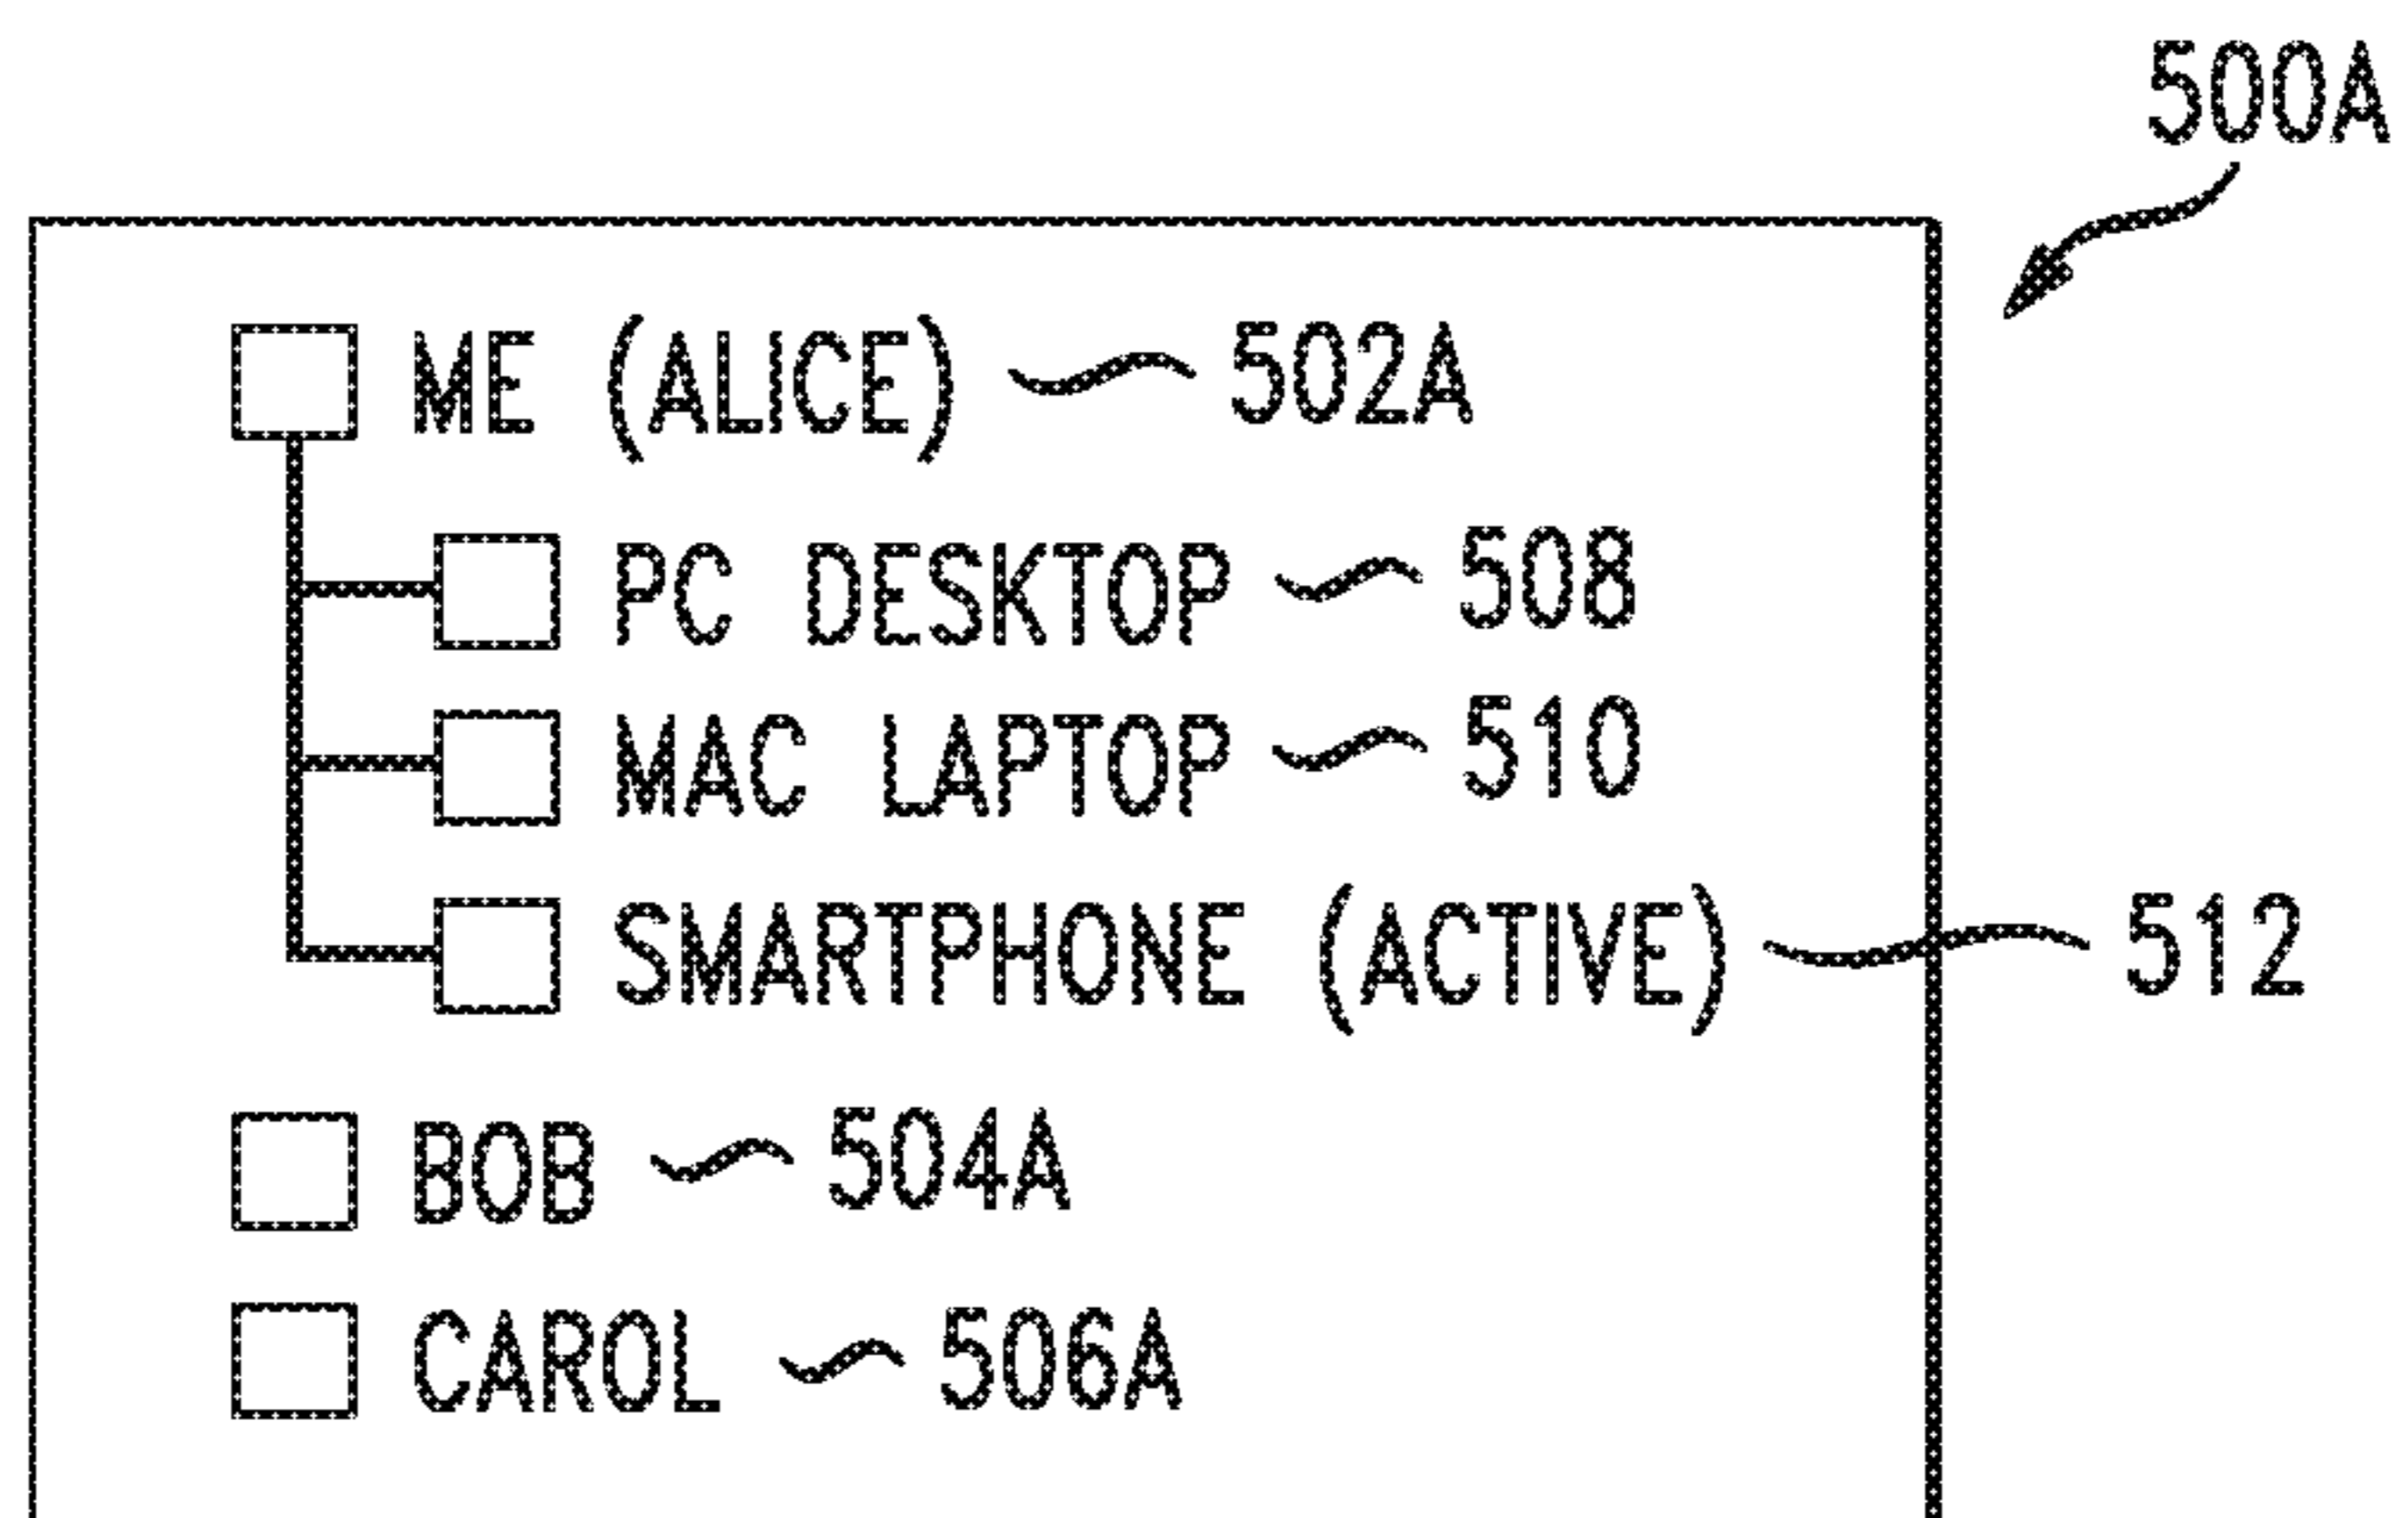 500A
ME (ALICE) 502A
PC DESKTOP 508
MAC LAPTOP 510
SMARTPHONE (ACTIVE) 512
BOB 504A
CAROL 506A